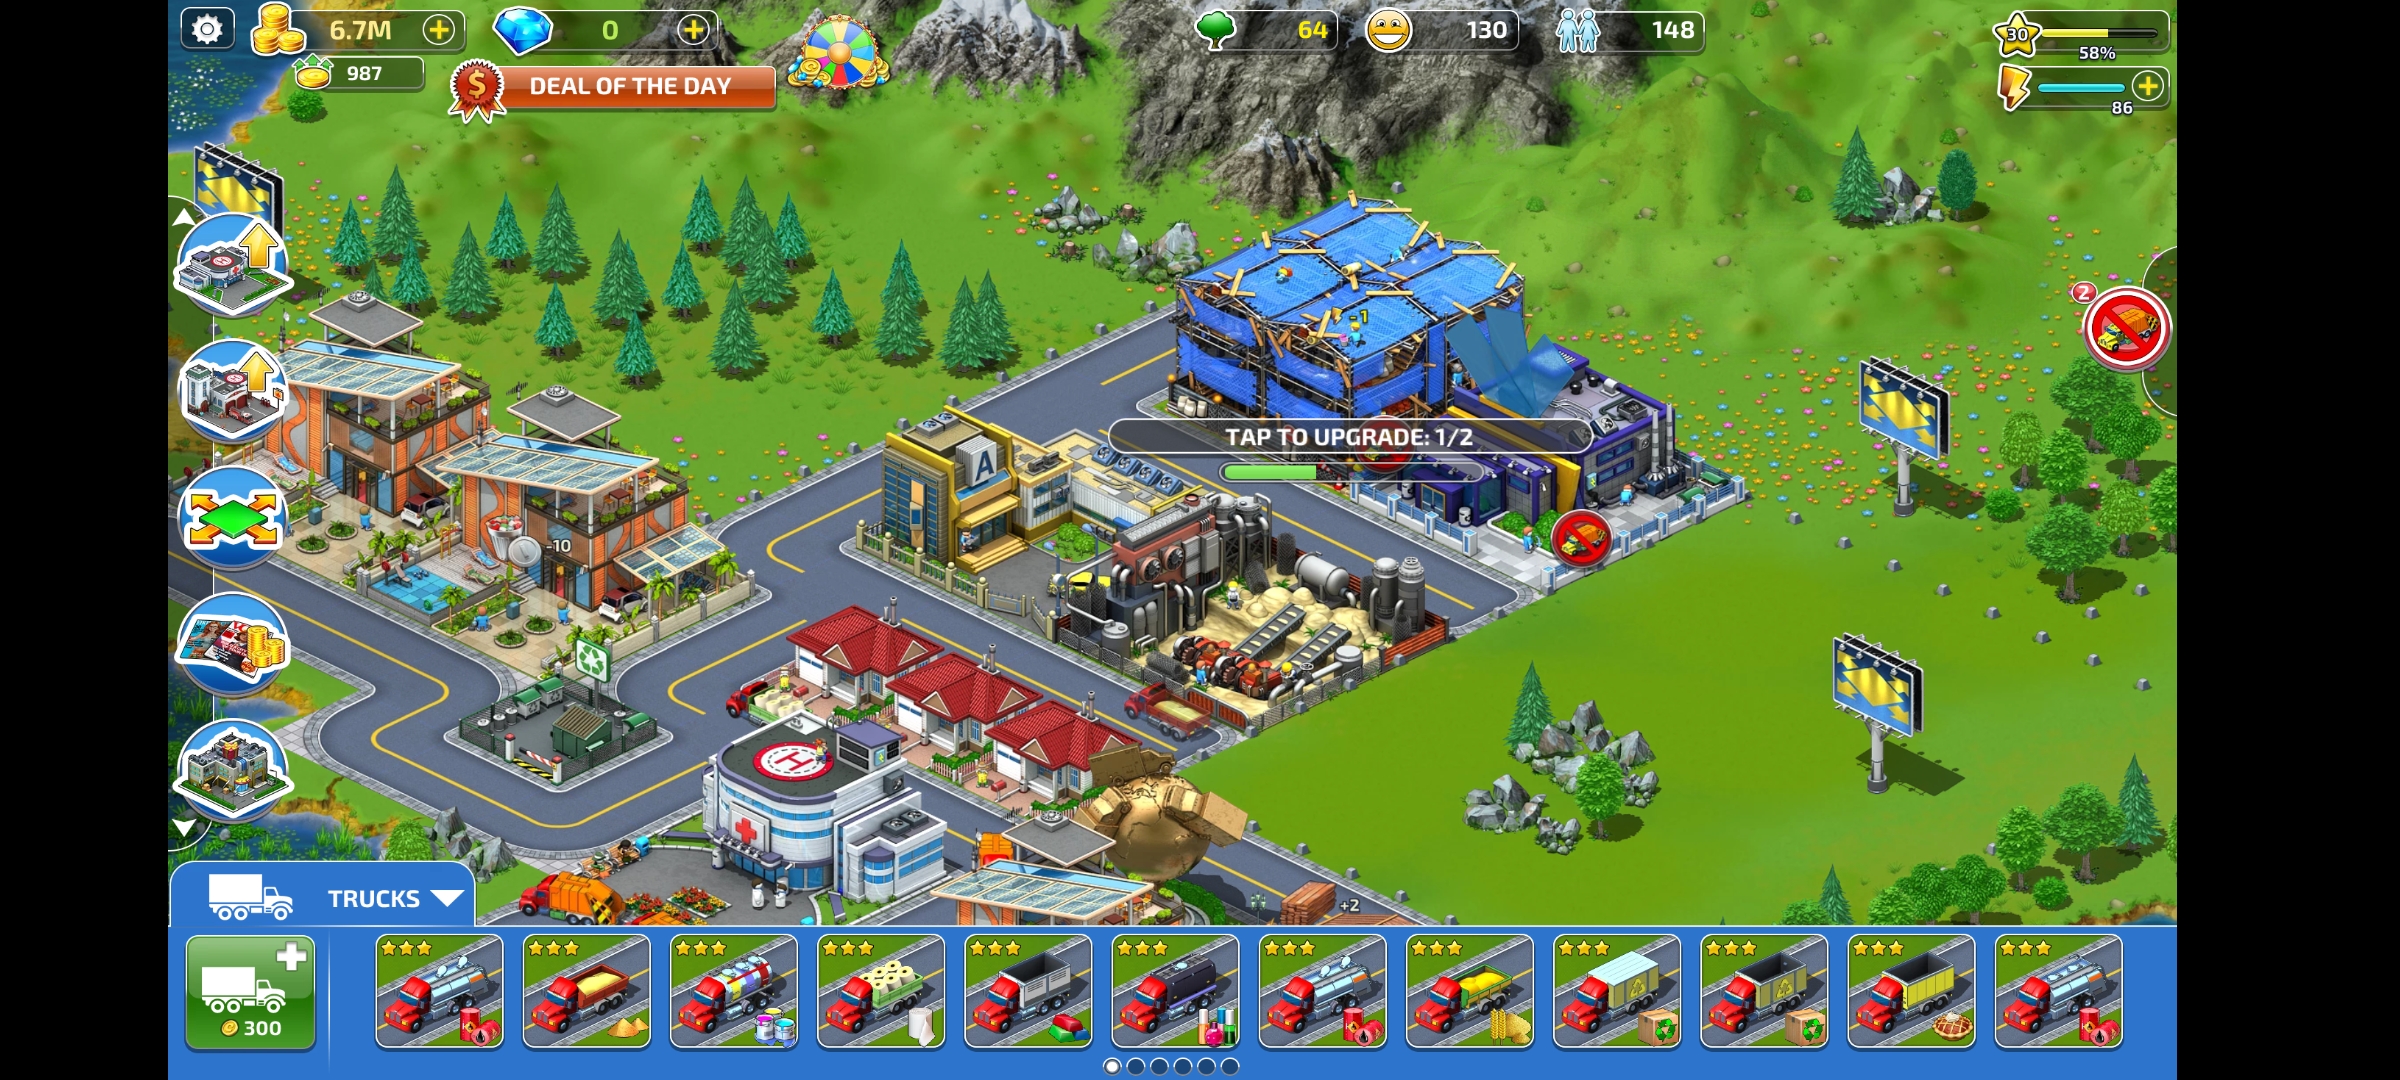 6.7M
0
64
130
148
30
58%
987
DEAL OF THE DAY
86
2
-1
TAP TO UPGRADE: 1/2
A
-10
H
+2
TRUCKS
300